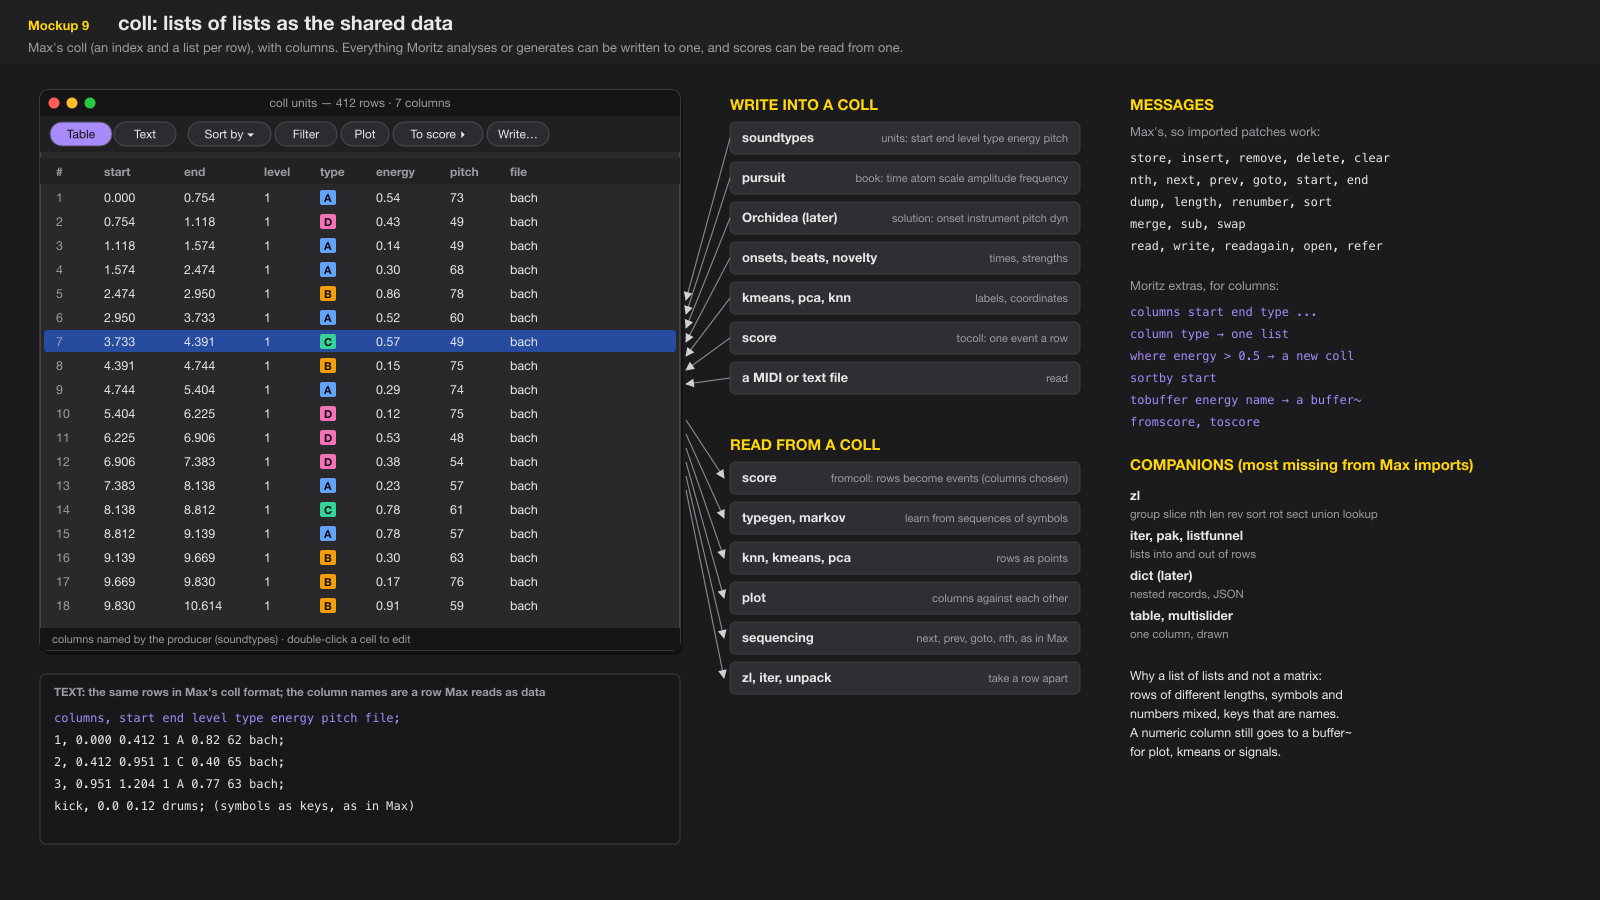 Mockup 9 coll: lists of lists as the shared data
Max's coll (an index and a list per row), with columns. Everything Moritz analyses or generates can be written to one, and scores can be read from one.
coll units — 412 rows · 7 columns
Table Text Sort by Filter Plot To score Write...
# start end level type energy pitch file
1 0.000 0.754 1 A 0.54 73 bach
2 0.754 1.118 1 D 0.43 49 bach
3 1.118 1.574 1 A 0.14 49 bach
4 1.574 2.474 1 A 0.30 68 bach
5 2.474 2.950 1 B 0.86 78 bach
6 2.950 3.733 1 A 0.52 60 bach
7 3.733 4.391 1 C 0.57 49 bach
8 4.391 4.744 1 B 0.15 75 bach
9 4.744 5.404 1 A 0.29 74 bach
10 5.404 6.225 1 D 0.12 75 bach
11 6.225 6.906 1 D 0.53 48 bach
12 6.906 7.383 1 D 0.38 54 bach
13 7.383 8.138 1 A 0.23 57 bach
14 8.138 8.812 1 C 0.78 61 bach
15 8.812 9.139 1 A 0.78 57 bach
16 9.139 9.669 1 B 0.30 63 bach
17 9.669 9.830 1 B 0.17 76 bach
18 9.830 10.614 1 B 0.91 59 bach
columns named by the producer (soundtypes) · double-click a cell to edit
TEXT: the same rows in Max's coll format; the column names are a row Max reads as data
columns, start end level type energy pitch file;
1, 0.000 0.412 1 A 0.82 62 bach;
2, 0.412 0.951 1 C 0.40 65 bach;
3, 0.951 1.204 1 A 0.77 63 bach;
kick, 0.0 0.12 drums; (symbols as keys, as in Max)
WRITE INTO A COLL
soundtypes units: start end level type energy pitch
pursuit book: time atom scale amplitude frequency
Orchidea (later) solution: onset instrument pitch dyn
onsets, beats, novelty times, strengths
kmeans, pca, knn labels, coordinates
score tocoll: one event a row
a MIDI or text file read
READ FROM A COLL
score fromcoll: rows become events (columns chosen)
typegen, markov learn from sequences of symbols
knn, kmeans, pca rows as points
plot columns against each other
sequencing next, prev, goto, nth, as in Max
zl, iter, unpack take a row apart
MESSAGES
Max's, so imported patches work:
store, insert, remove, delete, clear
nth, next, prev, goto, start, end
dump, length, renumber, sort
merge, sub, swap
read, write, readagain, open, refer
Moritz extras, for columns:
columns start end type ...
column type → one list
where energy > 0.5 → a new coll
sortby start
tobuffer energy name → a buffer~
fromscore, toscore
COMPANIONS (most missing from Max imports)
zl
group slice nth len rev sort rot sect union lookup
iter, pak, listfunnel
lists into and out of rows
dict (later)
nested records, JSON
table, multislider
one column, drawn
Why a list of lists and not a matrix:
rows of different lengths, symbols and
numbers mixed, keys that are names.
A numeric column still goes to a buffer~
for plot, kmeans or signals.